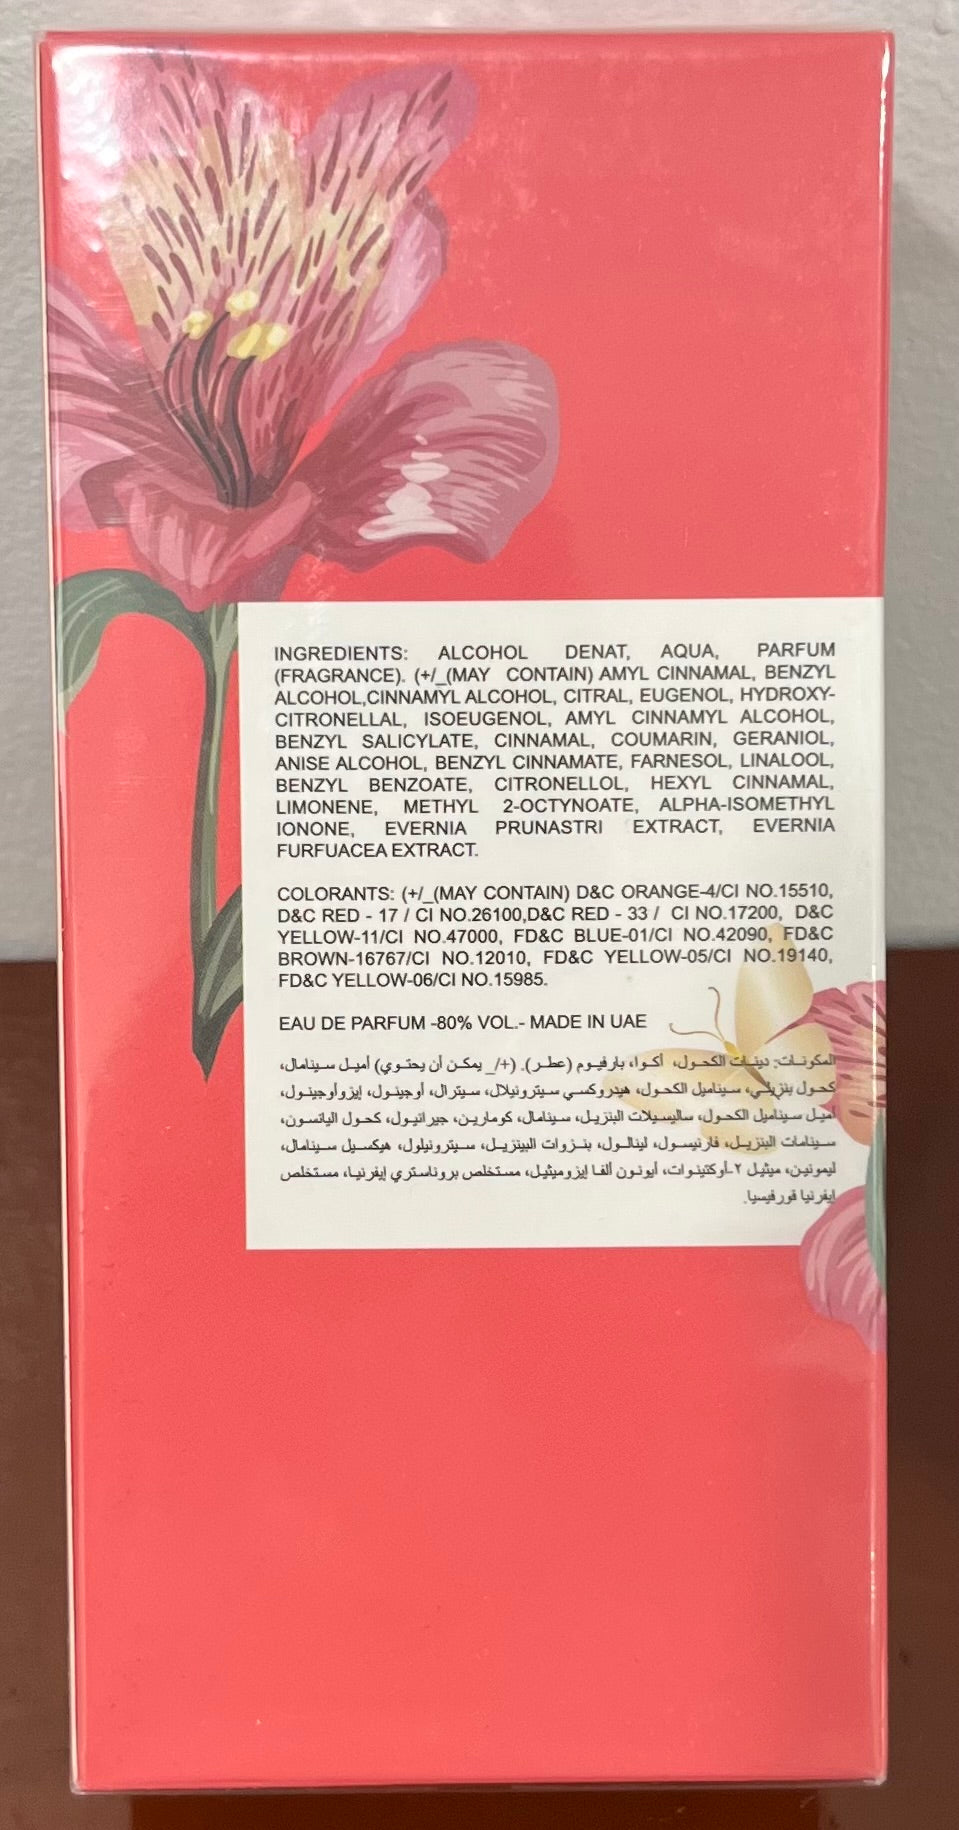 INGREDIENTS: ALCOHOL DENAT, AQUA, PARFUM
(FRAGRANCE). (+/_(MAY CONTAIN) AMYL CINNAMAL, BENZYL
ALCOHOL,CINNAMYL ALCOHOL, CITRAL, EUGENOL, HYDROXY-
CITRONELLAL, ISOEUGENOL, AMYL CINNAMYL ALCOHOL,
BENZYL SALICYLATE, CINNAMAL, COUMARIN, GERANIOL,
ANISE ALCOHOL, BENZYL CINNAMATE, FARNESOL, LINALOOL,
BENZYL BENZOATE, CITRONELLOL, HEXYL CINNAMAL,
LIMONENE, METHYL 2-OCTYNOATE, ALPHA-ISOMETHYL
IONONE, EVERNIA PRUNASTRI EXTRACT, EVERNIA
FURFUACEA EXTRACT.
COLORANTS: (+/_(MAY CONTAIN) D&C ORANGE-4/CI NO.15510,
D&C RED - 17 / CI NO.26100,D&C RED - 33 / CI NO.17200, D&C
YELLOW-11/CI NO.47000, FD&C BLUE-01/CI NO.42090, FD&C
BROWN-16767/CI NO.12010, FD&C YELLOW-05/CI NO.19140,
FD&C YELLOW-06/CI NO.15985.
EAU DE PARFUM -80% VOL.- MADE IN UAE
المكونات: دينات الكحول، أكوا، بارفيوم (عطر). (+/_ يمكن أن يحتوي) أميل سينامال،
كحول بنزيلي، سيناميل الكحول، هيدروكسي سيترونيلال، سيترال، أوجينول، إيزوأوجينول،
أميل سيناميل الكحول، ساليسيلات البنزيل، سينامال، كومارين، جيرانيول، كحول اليانسون،
سينامات البنزيل، فارنيسول، لينالول، بنزوات البينزيل، سيترونيلول، هيكسيل سينامال،
ليمونين، ميثيل ٢-أوكتينوات، أيونون ألفا إيزوميثيل، مستخلص بروناستري إيفرنيا، مستخلص
إيفرنيا فورفيسيا.